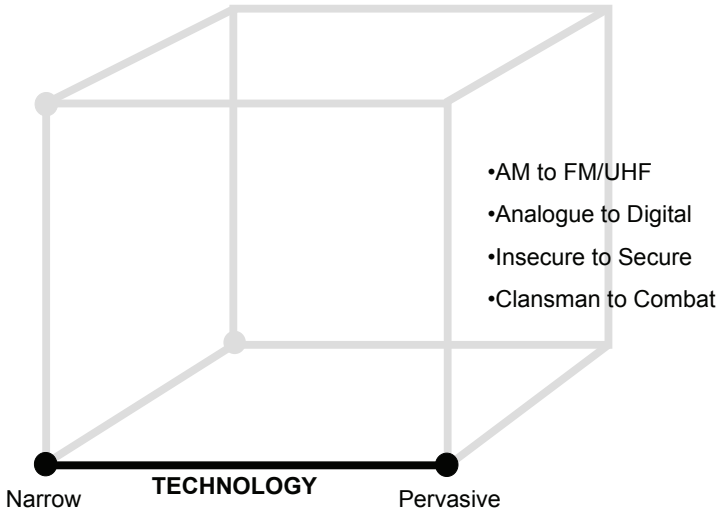 •AM to FM/UHF
•Analogue to Digital
•Insecure to Secure
•Clansman to Combat
TECHNOLOGY
Narrow
Pervasive